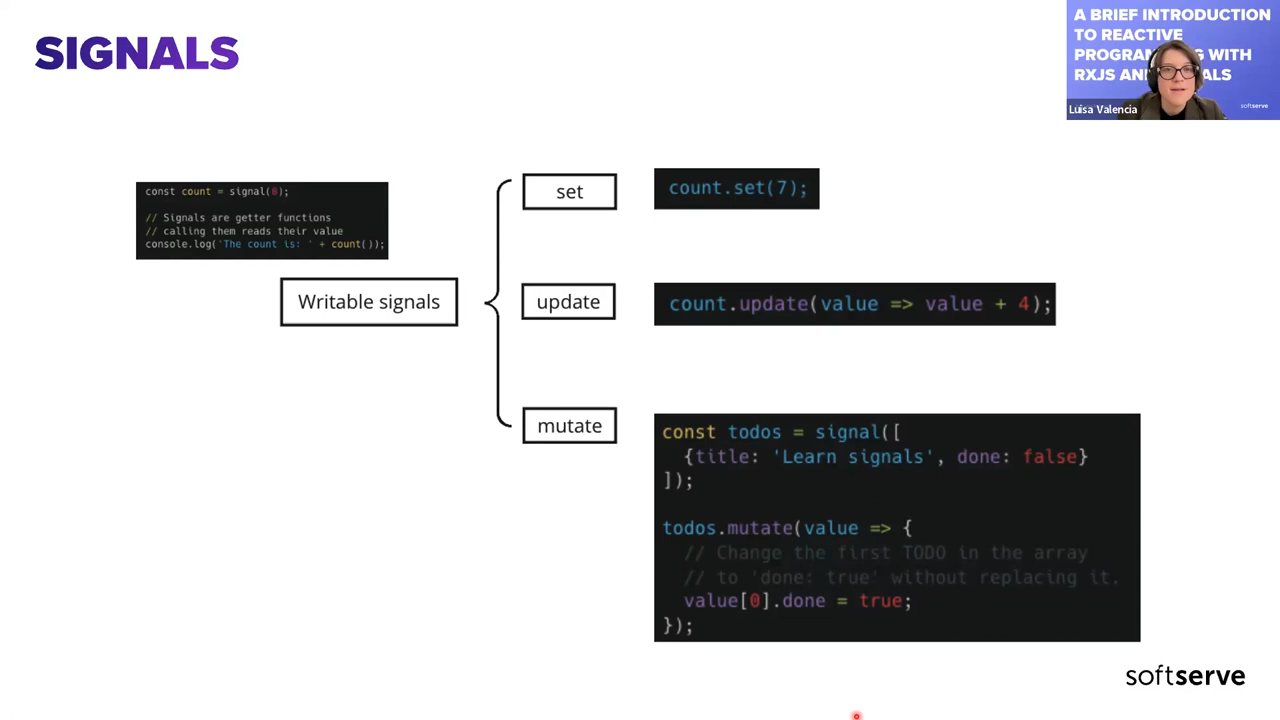 SIGNALS
A BRIEF INTRODUCTION
TO REACTIVE
WITH
RXJS AND
Luisa Valencia
softserve
const count = signal(0);
// Signals are getter functions
// calling them reads their value
console.log('The count is: ' + count());
Writable signals
set
count.set(7);
update
count.update(value => value + 4);
mutate
const todos = signal([
{title: 'Learn signals', done: false}
]);
todos.mutate(value => {
// Change the first TODO in the array
// to 'done: true' without replacing it.
value[0].done = true;
});
softserve